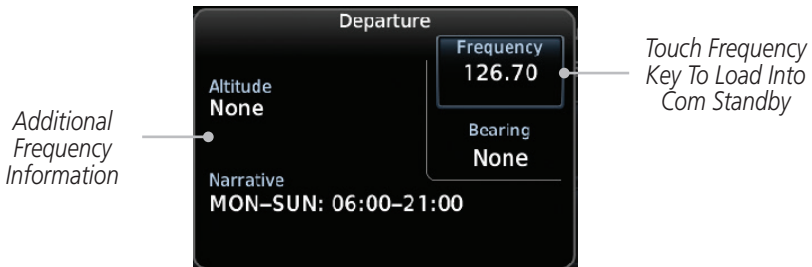 Departure
Frequency
126.70
Altitude
None
Bearing
None
Narrative
MON–SUN: 06:00–21:00
Additional
Frequency
Information
Touch Frequency
Key To Load Into
Com Standby